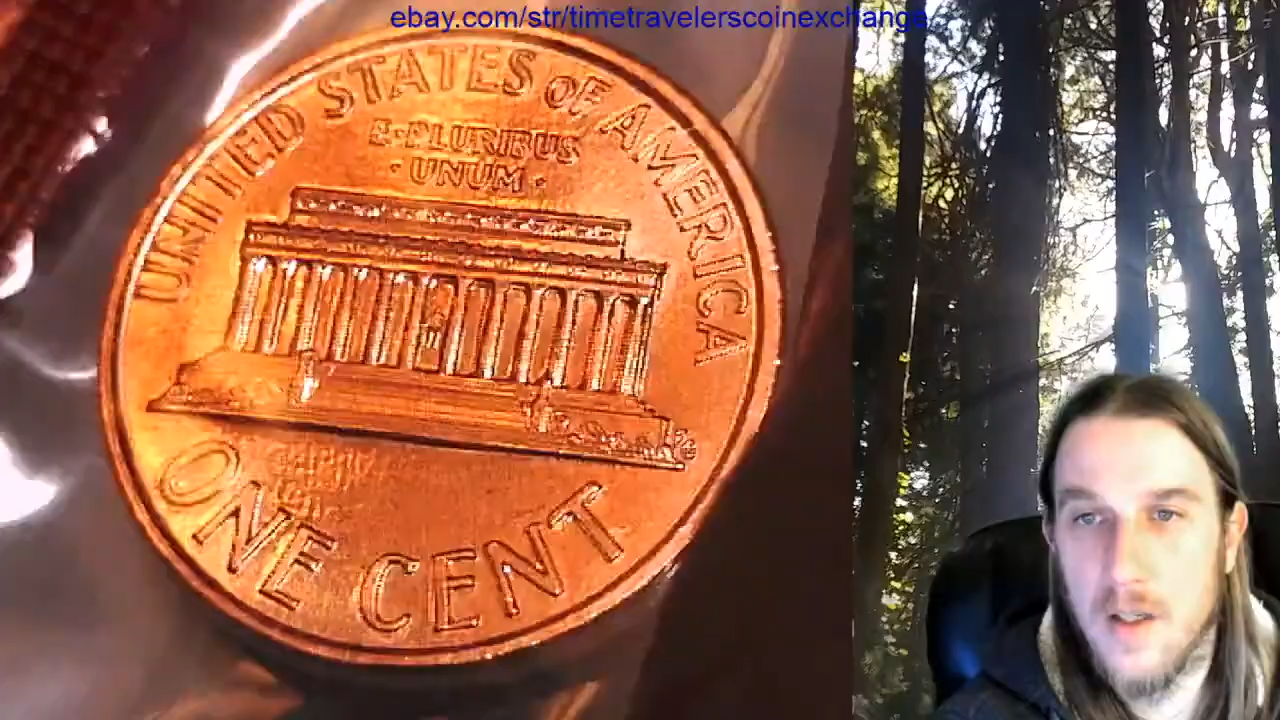 ebay.com/str/timetravelerscoinexchange
UNITED STATES OF AMERICA
E·PLURIBUS
·UNUM·
ONE CENT